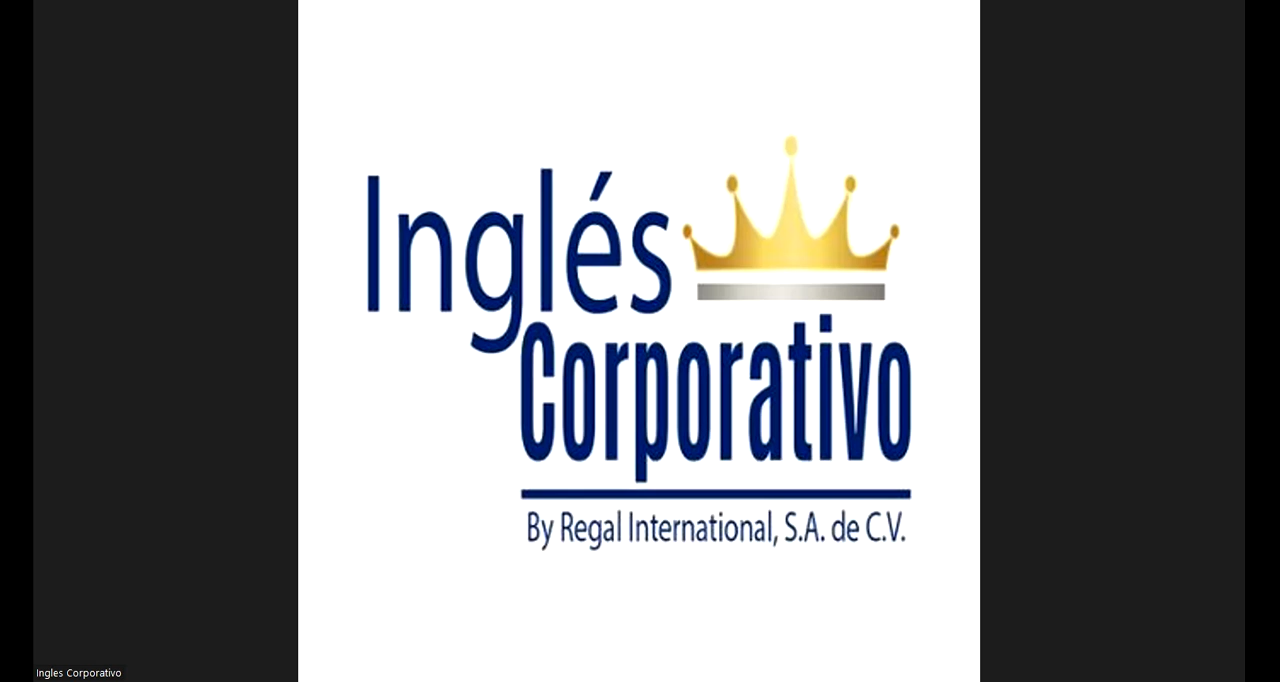 Inglés
Corporativo
By Regal International, S.A. de C.V.
Ingles Corporativo